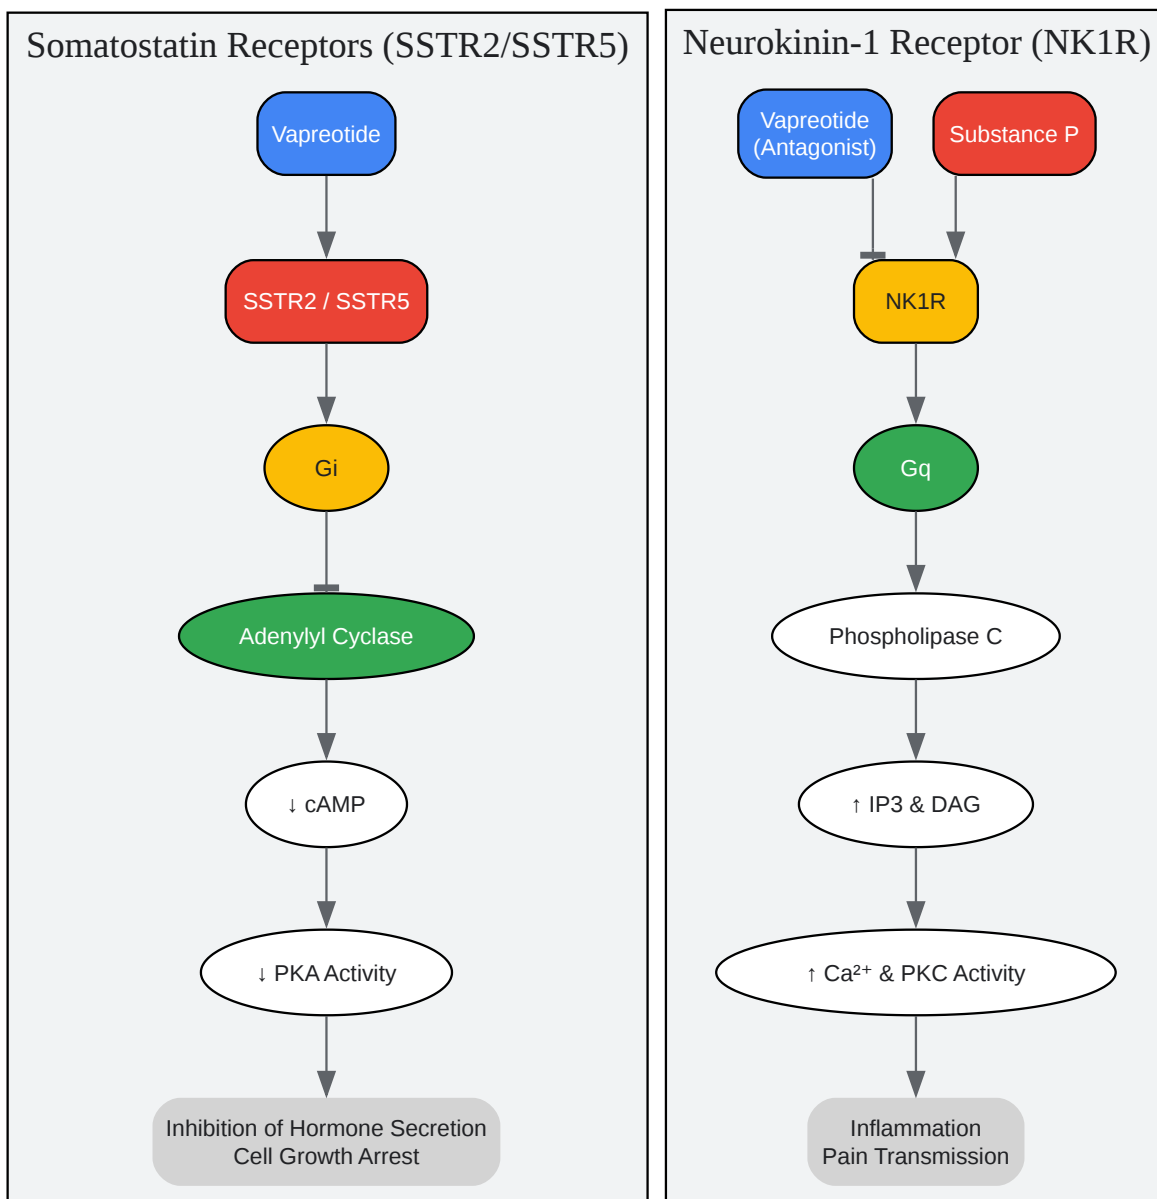 Somatostatin Receptors (SSTR2/SSTR5)
Vapreotide
SSTR2 / SSTR5
Gi
Adenylyl Cyclase
↓ cAMP
↓ PKA Activity
Inhibition of Hormone Secretion
Cell Growth Arrest
Neurokinin-1 Receptor (NK1R)
Vapreotide
(Antagonist)
Substance P
NK1R
Gq
Phospholipase C
↑ IP3 & DAG
↑ Ca²⁺ & PKC Activity
Inflammation
Pain Transmission